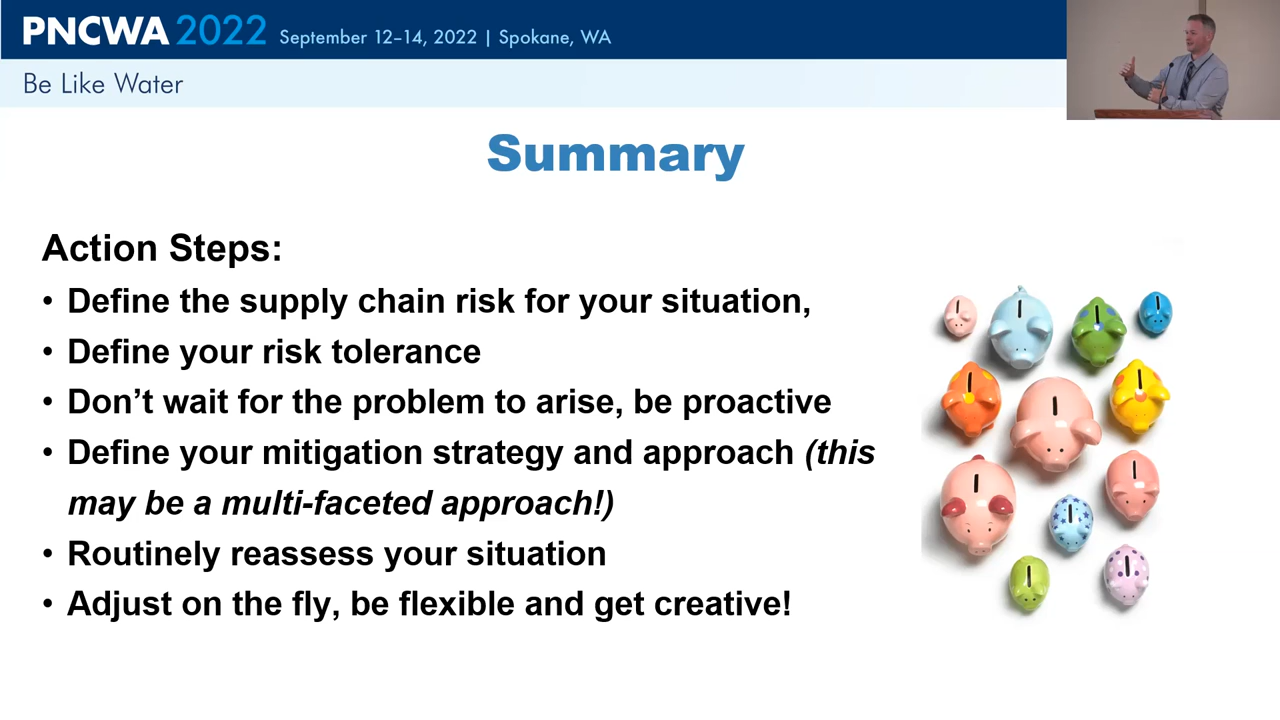 PNCWA 2022 September 12–14, 2022 | Spokane, WA
Be Like Water
Summary
Action Steps:
• Define the supply chain risk for your situation,
• Define your risk tolerance
• Don’t wait for the problem to arise, be proactive
• Define your mitigation strategy and approach (this
may be a multi-faceted approach!)
• Routinely reassess your situation
• Adjust on the fly, be flexible and get creative!